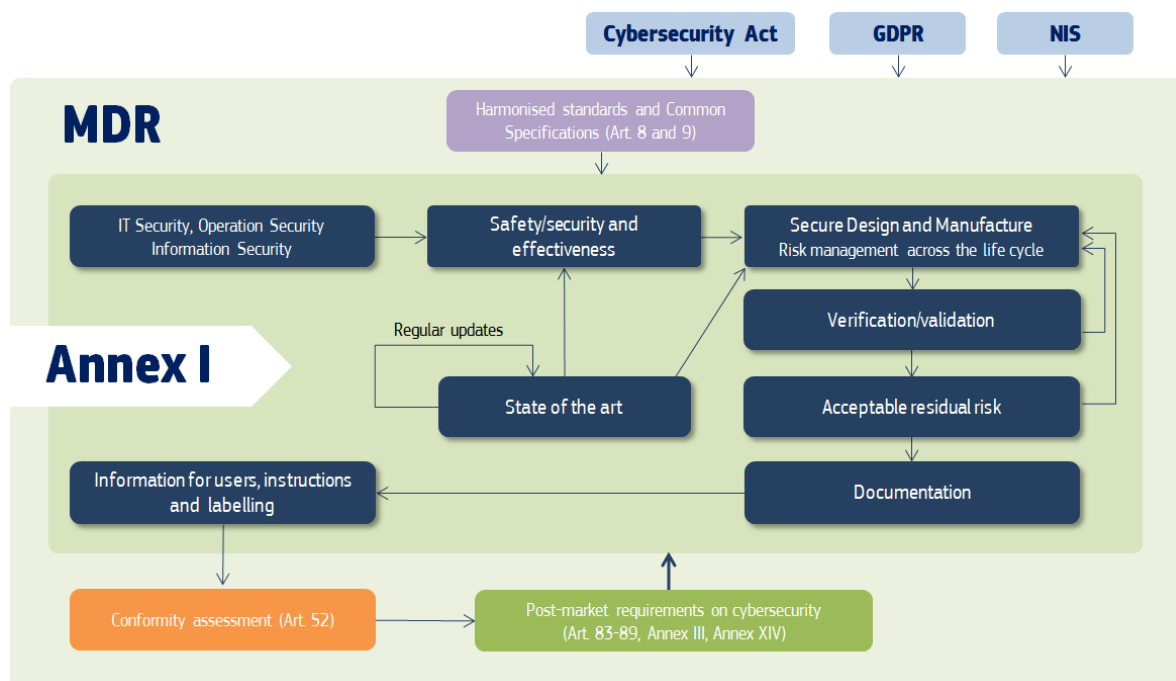 Cybersecurity Act
GDPR
NIS
MDR
Harmonised standards and Common
Specifications (Art. 8 and 9)
IT Security, Operation Security
Information Security
Safety/security and
effectiveness
Secure Design and Manufacture
Risk management across the life cycle
Verification/validation
Regular updates
Annex I
State of the art
Acceptable residual risk
Information for users, instructions
and labelling
Documentation
Conformity assessment (Art. 52)
Post-market requirements on cybersecurity
(Art. 83-89, Annex III, Annex XIV)